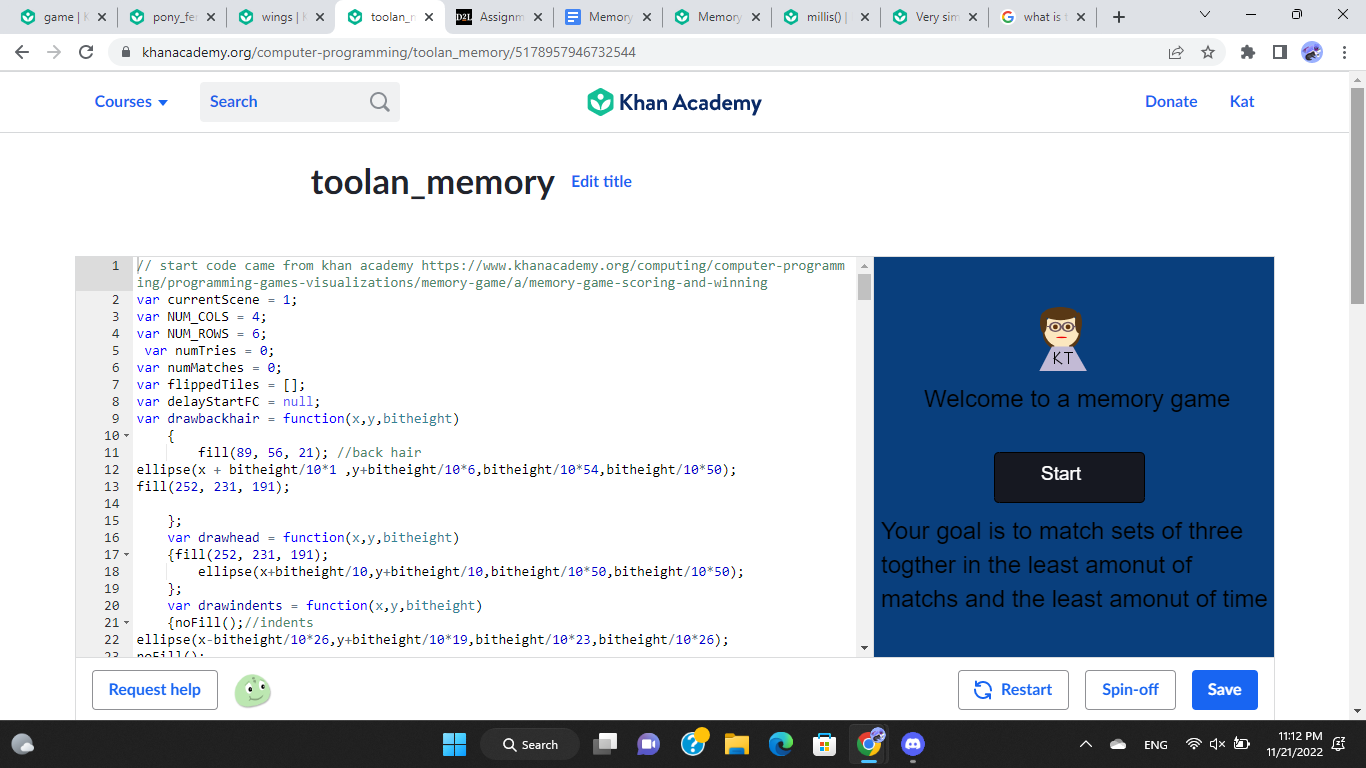 game | K
pony_fe
wings | K
toolan_m
D2L Assignm
Memory
Memory
millis() |
Very sim
what is t
khanacademy.org/computer-programming/toolan_memory/5178957946732544
Courses
Search
Khan Academy
Donate
Kat
toolan_memory
Edit title
1 // start code came from khan academy https://www.khanacademy.org/computing/computer-programm
ing/programming-games-visualizations/memory-game/a/memory-game-scoring-and-winning
2 var currentScene = 1;
3 var NUM_COLS = 4;
4 var NUM_ROWS = 6;
5 var numTries = 0;
6 var numMatches = 0;
7 var flippedTiles = [];
8 var delayStartFC = null;
9 var drawbackhair = function(x,y,bitheight)
10 {
11 fill(89, 56, 21); //back hair
12 ellipse(x + bitheight/10*1 ,y+bitheight/10*6,bitheight/10*54,bitheight/10*50);
13 fill(252, 231, 191);
14
15 };
16 var drawhead = function(x,y,bitheight)
17 {fill(252, 231, 191);
18 ellipse(x+bitheight/10,y+bitheight/10,bitheight/10*50,bitheight/10*50);
19 };
20 var drawindents = function(x,y,bitheight)
21 {noFill();//indents
22 ellipse(x-bitheight/10*26,y+bitheight/10*19,bitheight/10*23,bitheight/10*26);
23 noFill();
KT
Welcome to a memory game
Start
Your goal is to match sets of three
togther in the least amonut of
matchs and the least amonut of time
Request help
Restart
Spin-off
Save
Search
ENG
11:12 PM
11/21/2022